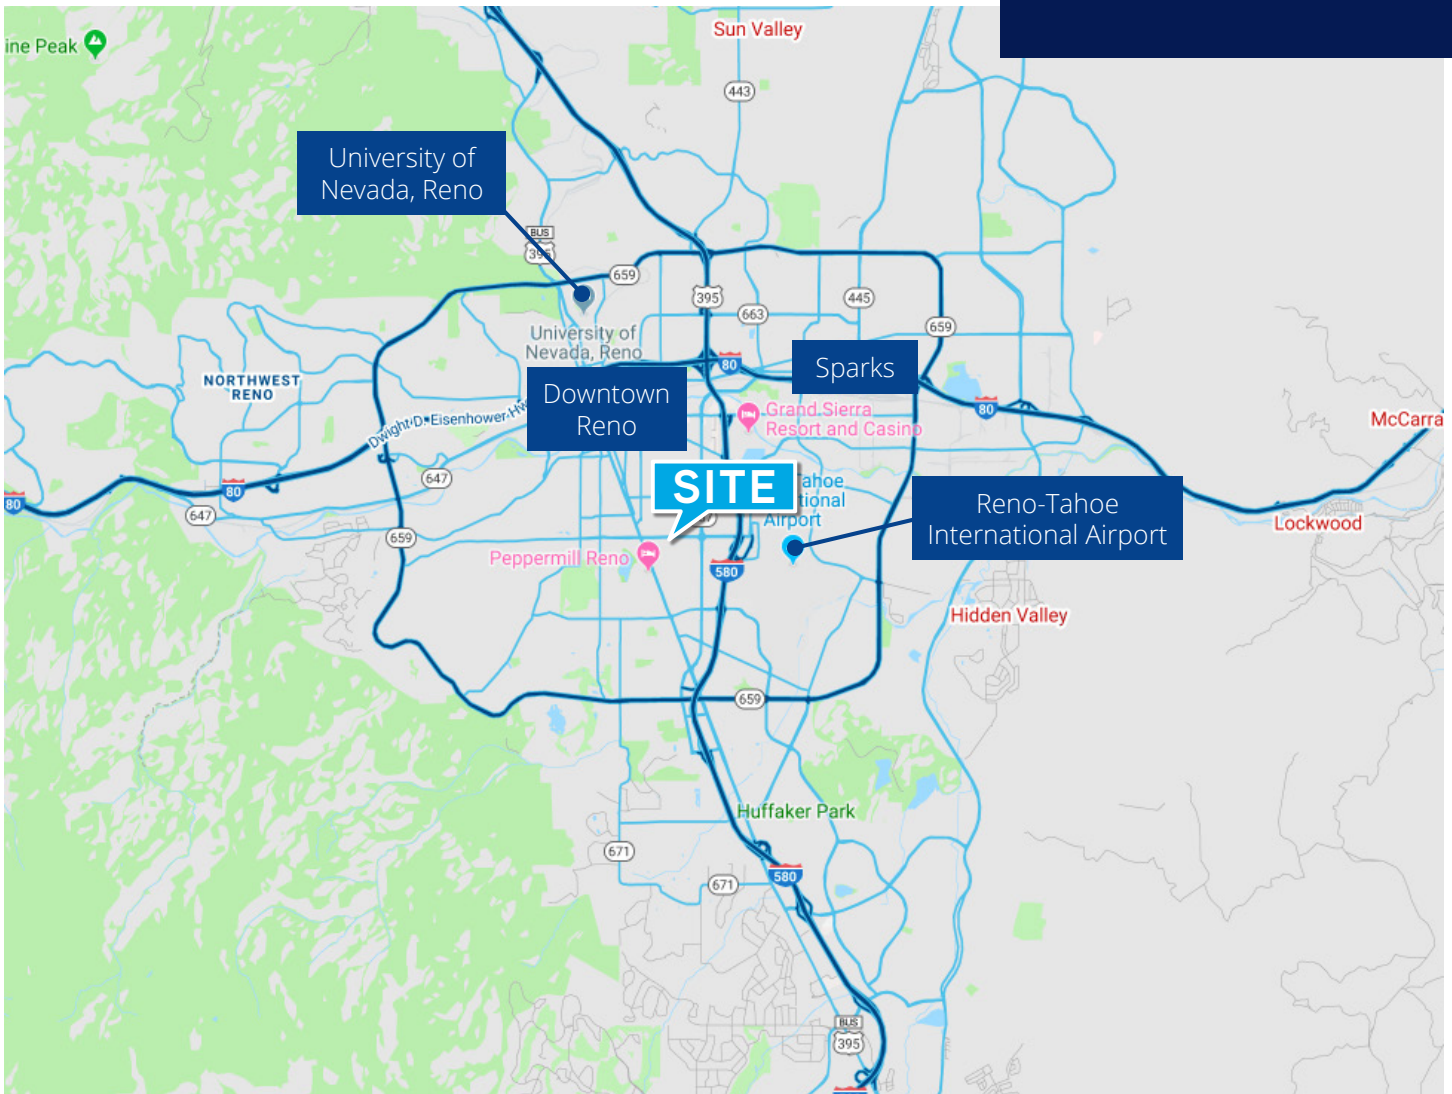 Sun Valley
ine Peak
443
University of
Nevada, Reno
BUS
395
659
395
445
663
659
University of
Nevada, Reno
80
Sparks
NORTHWEST
RENO
Downtown
Reno
80
Grand Sierra
Resort and Casino
McCarra
Dwight D. Eisenhower Hw
647
SITE
ahoe
tional
Airport
80
80
647
Reno-Tahoe
International Airport
Lockwood
659
Peppermill Reno
580
Hidden Valley
659
Huffaker Park
671
580
671
BUS
395